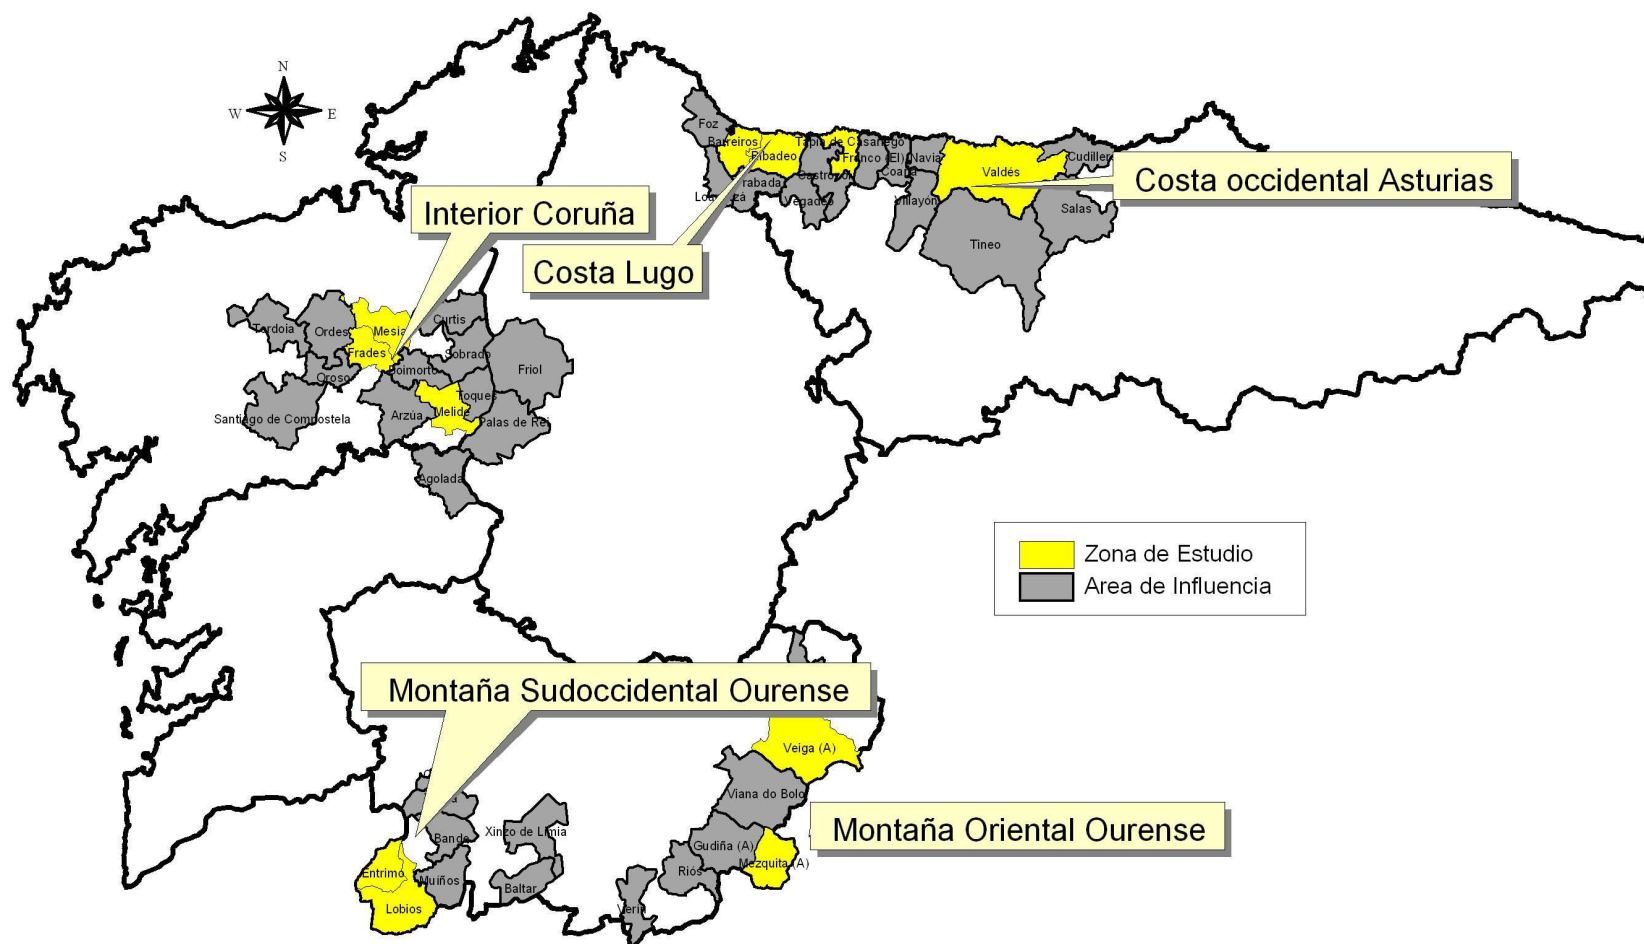 N
W E
S
Foz
Barreiros
Ribadeo
Tapia de Casariego
Franco (El)
Coaña
Navia
Valdés
Cudiller
Costa occidental Asturias
Castropol
Vegadeo
Villayón
Salas
Tineo
Interior Coruña
Costa Lugo
Tordoia
Ordes
Mesia
Frades
Curtis
Sobrado
Oroso
Boimorto
Toques
Friol
Santiago de Compostela
Arzúa
Melide
Palas de Rei
Agolada
Zona de Estudio
Area de Influencia
Montaña Sudoccidental Ourense
Veiga (A)
Viana do Bolo
Montaña Oriental Ourense
Bande
Xinzo de Limia
Gudiña (A)
Mezquita (A)
Entrimo
Muíños
Baltar
Riós
Lobios
Verín